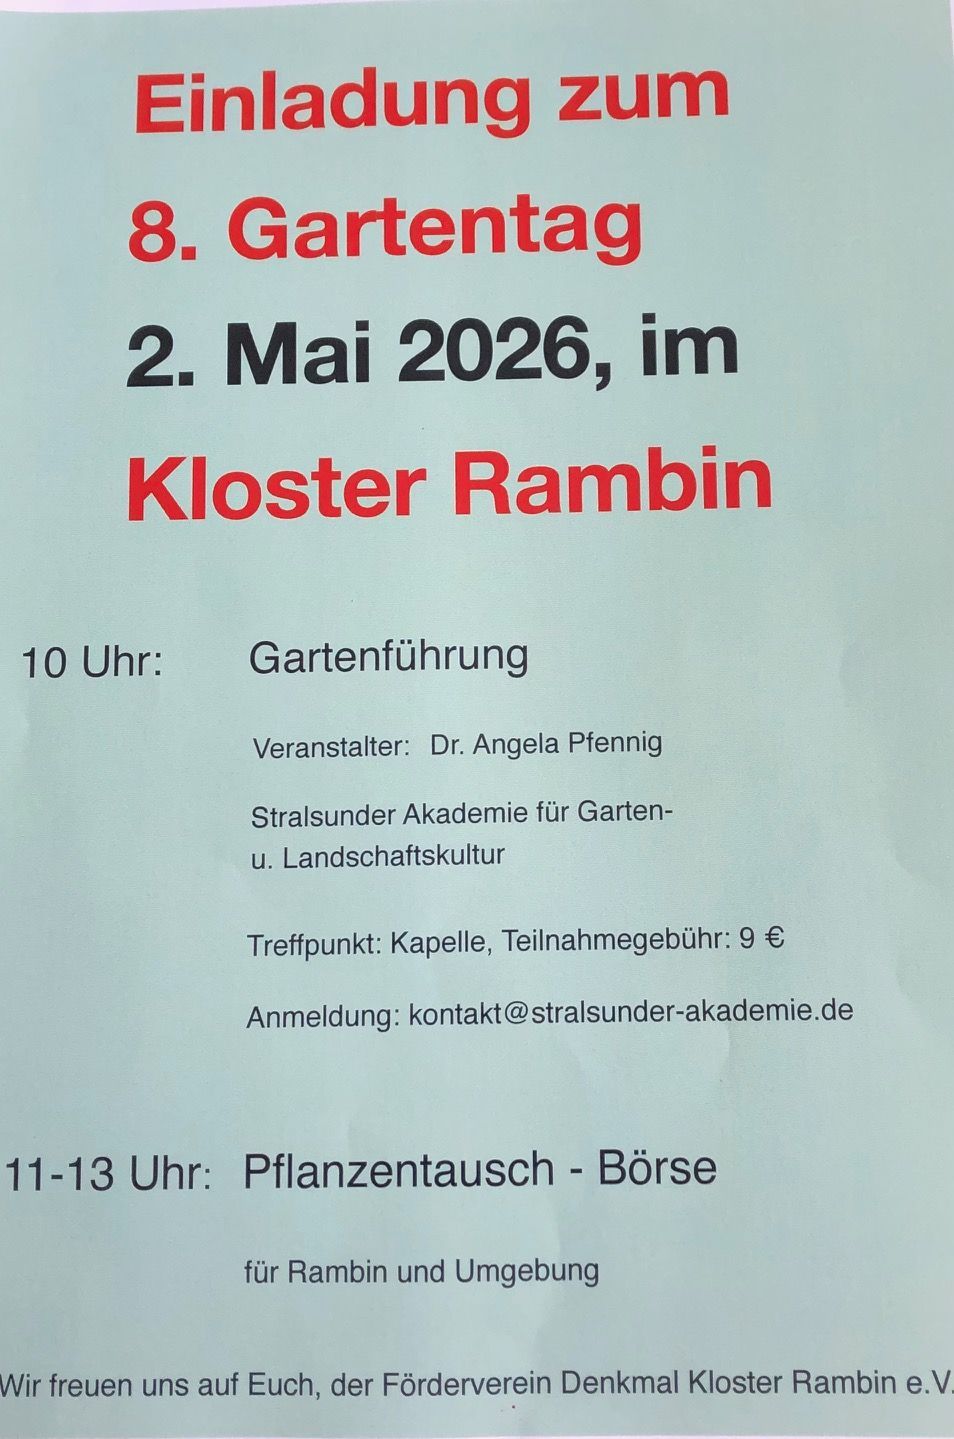 Einladung zum
8. Gartentag
2. Mai 2026, im
Kloster Rambin
10 Uhr: Gartenführung
Veranstalter: Dr. Angela Pfennig
Stralsunder Akademie für Garten-
u. Landschaftskultur
Treffpunkt: Kapelle, Teilnahmegebühr: 9 €
Anmeldung: kontakt@stralsunder-akademie.de
11-13 Uhr: Pflanzentausch - Börse
für Rambin und Umgebung
Wir freuen uns auf Euch, der Förderverein Denkmal Kloster Rambin e.V.